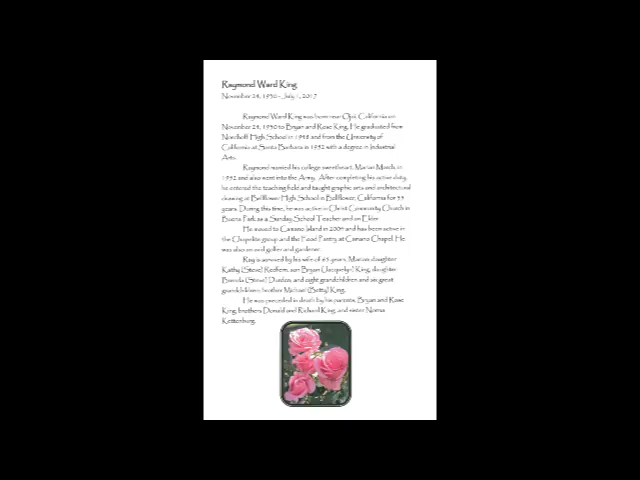 Raymond Ward King
November 28, 1930 - July 1, 2017
Raymond Ward King was born near Ojai, California on
November 28, 1930 to Bryan and Rose King. He graduated from
Nordhoff High School in 1948 and from the University of
California at Santa Barbara in 1952 with a degree in Industrial
Arts.
Raymond married his college sweetheart, Marian March, in
1952 and also went into the Army. After completing his active duty,
he entered the teaching field and taught graphic arts and architectural
drawing at Bellflower High School in Bellflower, California for 35
years. During this time, he was active in Christ Community Church in
Buena Park as a Sunday School Teacher and an Elder.
He moved to Camano Island in 2004 and has been active in
the Chapelite group and the Food Pantry at Camano Chapel. He
was also an avid golfer and gardener.
Ray is survived by his wife of 65 years, Marian; daughter
Kathy (Steve) Redfern, son Bryan (Jacquelyn) King, daughter
Brenda (Steve) and eight grandchildren and six great
grandchildren; brother Michael (Betty) King.
He was preceded in death by his parents, Bryan and Rose
King; brothers Donald and Richard King; and sister Norma
Kettenburg.